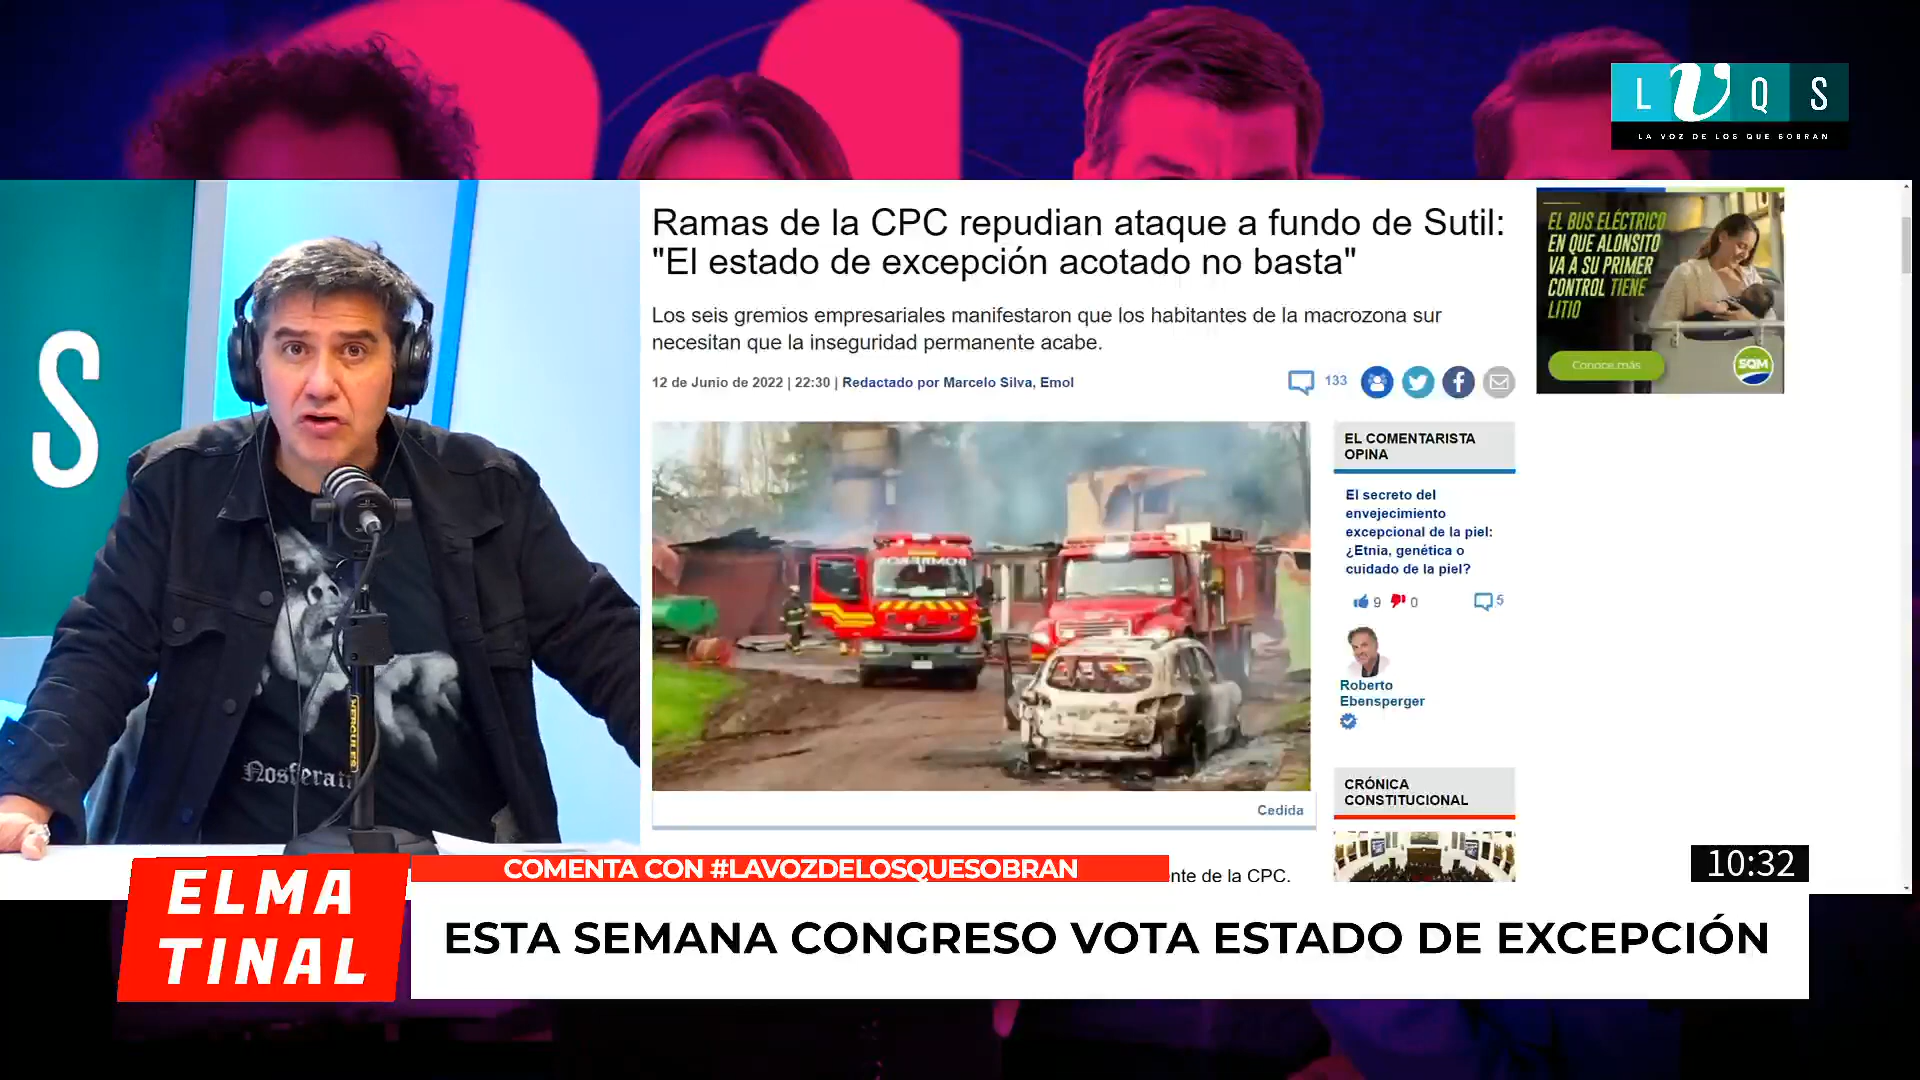 L V Q S
LA VOZ DE LOS QUE SOBRAN
S
Ramas de la CPC repudian ataque a fundo de Sutil:
"El estado de excepción acotado no basta"
Los seis gremios empresariales manifestaron que los habitantes de la macrozona sur
necesitan que la inseguridad permanente acabe.
12 de Junio de 2022 | 22:30 | Redactado por Marcelo Silva, Emol
133
EL BUS ELÉCTRICO
EN QUE ALONSITO
VA A SU PRIMER
CONTROL TIENE
LITIO
Conoce más
SQM
BOMBEROS
Cedida
EL COMENTARISTA
OPINA
El secreto del
envejecimiento
excepcional de la piel:
¿Etnia, genética o
cuidado de la piel?
9 0 5
Roberto
Ebensperger
CRÓNICA
CONSTITUCIONAL
HERCULES
Nosferatu
nte de la CPC.
10:32
COMENTA CON #LAVOZDELOSQUESOBRAN
ELMA
TINAL
ESTA SEMANA CONGRESO VOTA ESTADO DE EXCEPCIÓN